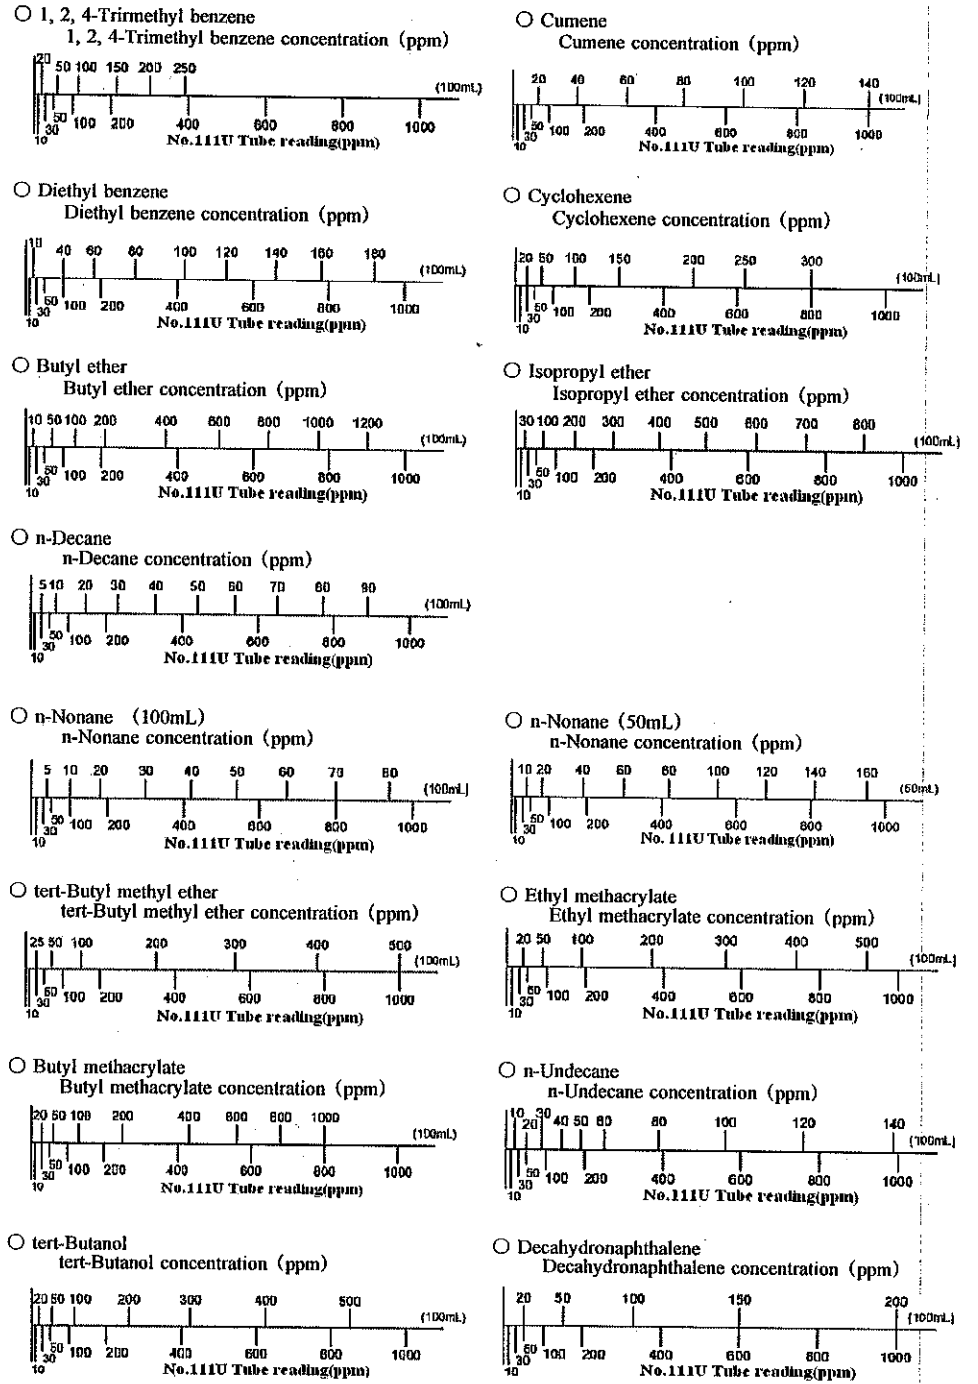 ○ 1, 2, 4-Trirmethyl benzene
1, 2, 4-Trimethyl benzene concentration (ppm)
20 50 100 150 200 250
(100mL)
10 30 50 100 200 400 600 800 1000
No.111U Tube reading(ppm)
○ Cumene
Cumene concentration (ppm)
20 40 60 80 100 120 140
(100mL)
10 30 50 100 200 400 600 800 1000
No.111U Tube reading(ppm)
○ Diethyl benzene
Diethyl benzene concentration (ppm)
10 40 60 80 100 120 140 160 180
(100mL)
10 30 50 100 200 400 600 800 1000
No.111U Tube reading(ppm)
○ Cyclohexene
Cyclohexene concentration (ppm)
20 50 100 150 200 250 300
(100mL)
10 30 50 100 200 400 600 800 1000
No.111U Tube reading(ppm)
○ Butyl ether
Butyl ether concentration (ppm)
10 50 100 200 400 600 800 1000 1200
(100mL)
10 30 50 100 200 400 600 800 1000
No.111U Tube reading(ppm)
○ Isopropyl ether
Isopropyl ether concentration (ppm)
30 100 200 300 400 500 600 700 800
(100mL)
10 30 50 100 200 400 600 800 1000
No.111U Tube reading(ppm)
○ n-Decane
n-Decane concentration (ppm)
5 10 20 30 40 50 60 70 80 90
(100mL)
10 30 50 100 200 400 600 800 1000
No.111U Tube reading(ppm)
○ n-Nonane (100mL)
n-Nonane concentration (ppm)
5 10 20 30 40 50 60 70 80
(100mL)
10 30 50 100 200 400 600 800 1000
No.111U Tube reading(ppm)
○ n-Nonane (50mL)
n-Nonane concentration (ppm)
10 20 40 60 80 100 120 140 160
(50mL)
10 30 50 100 200 400 600 800 1000
No. 111U Tube reading(ppm)
○ tert-Butyl methyl ether
tert-Butyl methyl ether concentration (ppm)
25 50 100 200 300 400 500
(100mL)
10 30 50 100 200 400 600 800 1000
No.111U Tube reading(ppm)
○ Ethyl methacrylate
Ethyl methacrylate concentration (ppm)
20 50 100 200 300 400 500
(100mL)
10 30 50 100 200 400 600 800 1000
No.111U Tube reading(ppm)
○ Butyl methacrylate
Butyl methacrylate concentration (ppm)
20 50 100 200 400 600 800 1000
(100mL)
10 30 50 100 200 400 600 800 1000
No.111U Tube reading(ppm)
○ n-Undecane
n-Undecane concentration (ppm)
10 20 30 40 50 60 80 100 120 140
(100mL)
10 30 50 100 200 400 600 800 1000
No.111U Tube reading(ppm)
○ tert-Butanol
tert-Butanol concentration (ppm)
20 50 100 200 300 400 500
(100mL)
10 30 50 100 200 400 600 800 1000
No.111U Tube reading(ppm)
○ Decahydronaphthalene
Decahydronaphthalene concentration (ppm)
20 50 100 150 200
(100mL)
10 30 50 100 200 400 600 800 1000
No.111U Tube reading(ppm)